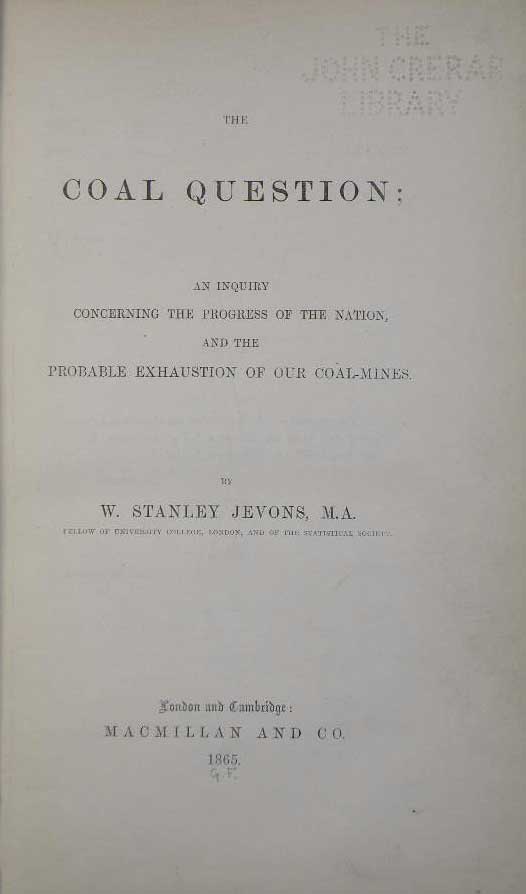 THE
JOHN CRERAR
LIBRARY
THE
COAL QUESTION;
AN INQUIRY
CONCERNING THE PROGRESS OF THE NATION,
AND THE
PROBABLE EXHAUSTION OF OUR COAL-MINES.
BY
W. STANLEY JEVONS, M.A.
FELLOW OF UNIVERSITY COLLEGE, LONDON; AND OF THE STATISTICAL SOCIETY.
London and Cambridge:
MACMILLAN AND CO.
1865.
G.F.